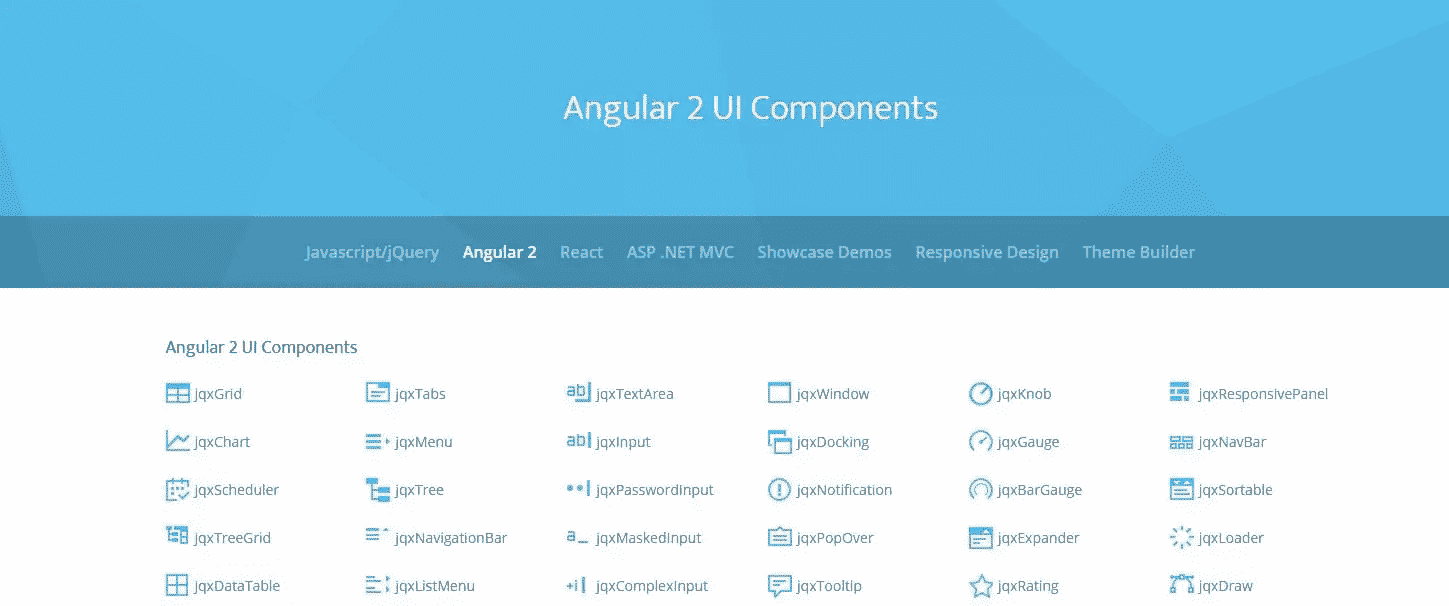 Angular 2 UI Components
Javascript/jQuery Angular 2 React ASP .NET MVC Showcase Demos Responsive Design Theme Builder
Angular 2 UI Components
jqxGrid jqxTabs jqxTextArea jqxWindow jqxKnob jqxResponsivePanel
jqxChart jqxMenu jqxInput jqxDocking jqxGauge jqxNavBar
jqxScheduler jqxTree jqxPasswordInput jqxNotification jqxBarGauge jqxSortable
jqxTreeGrid jqxNavigationBar jqxMaskedInput jqxPopOver jqxExpander jqxLoader
jqxDataTable jqxListMenu jqxComplexInput jqxTooltip jqxRating jqxDraw